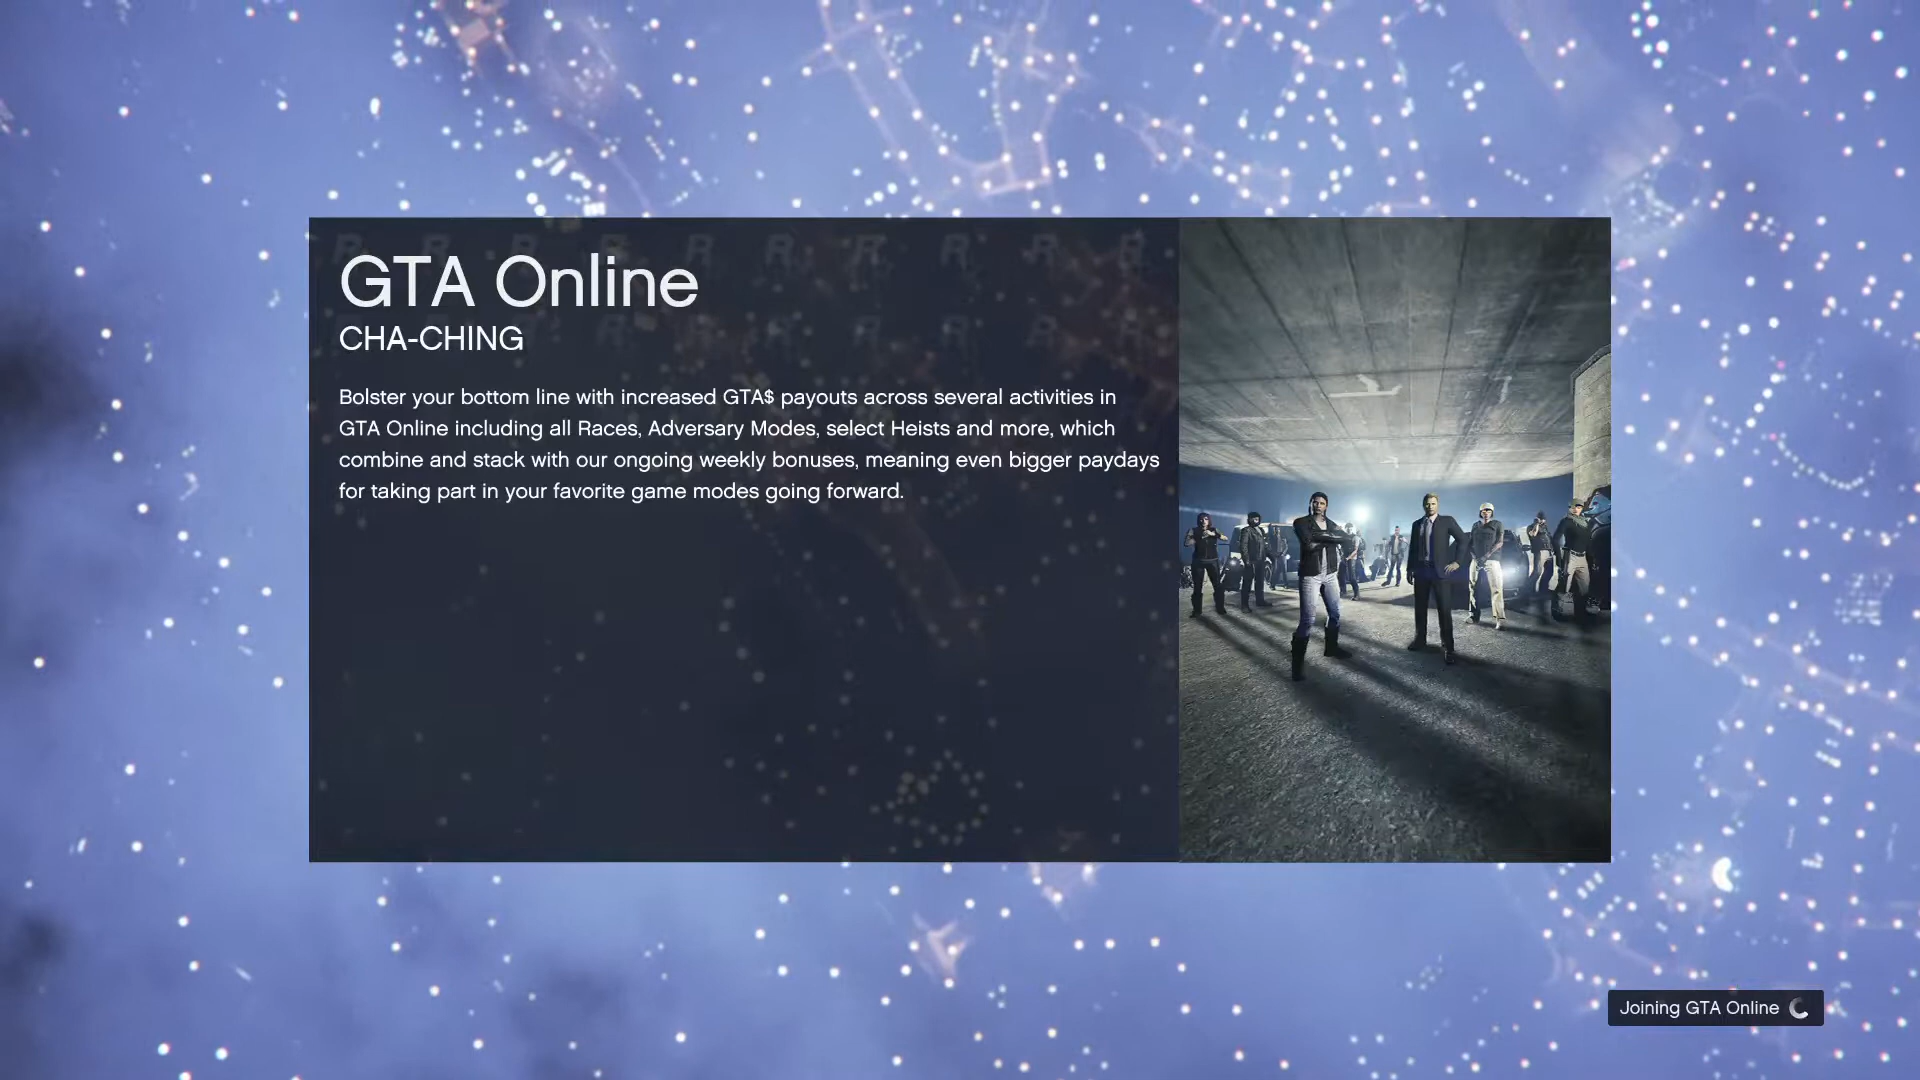 GTA Online
CHA-CHING
Bolster your bottom line with increased GTA$ payouts across several activities in
GTA Online including all Races, Adversary Modes, select Heists and more, which
combine and stack with our ongoing weekly bonuses, meaning even bigger paydays
for taking part in your favorite game modes going forward.
Joining GTA Online